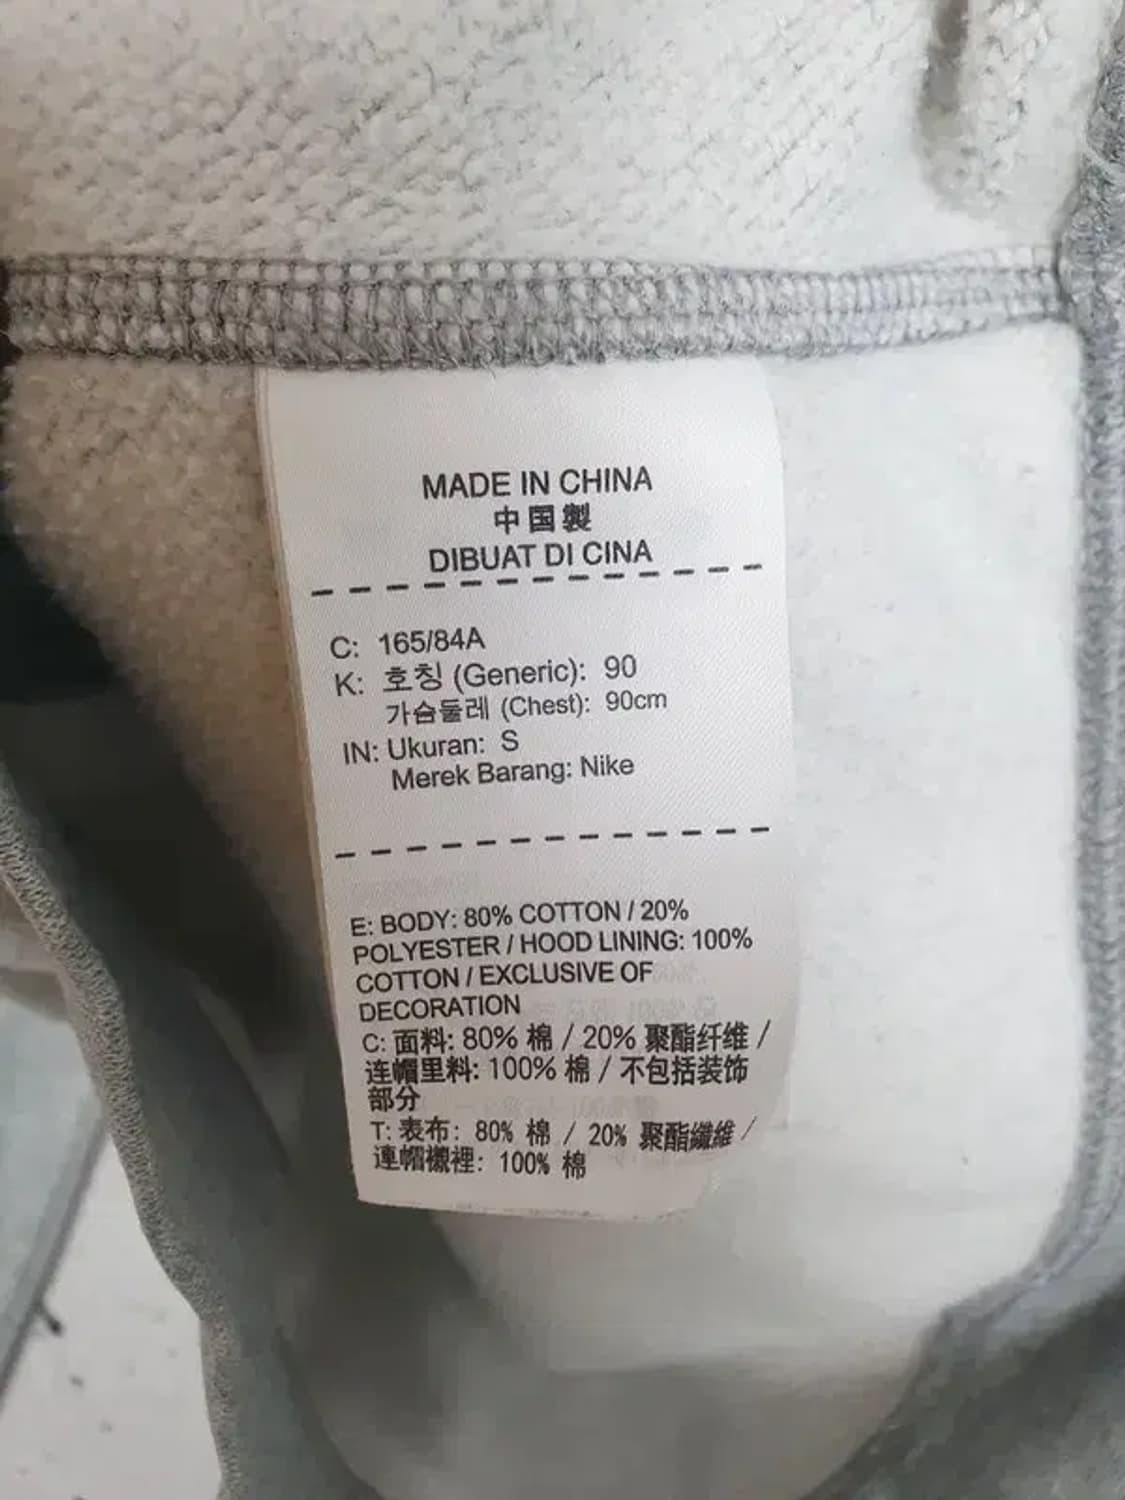 MADE IN CHINA
中国製
DIBUAT DI CINA
C: 165/84A
K: 호칭 (Generic): 90
가슴둘레 (Chest): 90cm
IN: Ukuran: S
Merek Barang: Nike
E: BODY: 80% COTTON / 20%
POLYESTER / HOOD LINING: 100%
COTTON / EXCLUSIVE OF
DECORATION
C: 面料: 80% 棉 / 20% 聚酯纤维 /
连帽里料: 100% 棉 / 不包括装饰
部分
T: 表布: 80% 棉 / 20% 聚酯纖維 /
連帽襯裡: 100% 棉